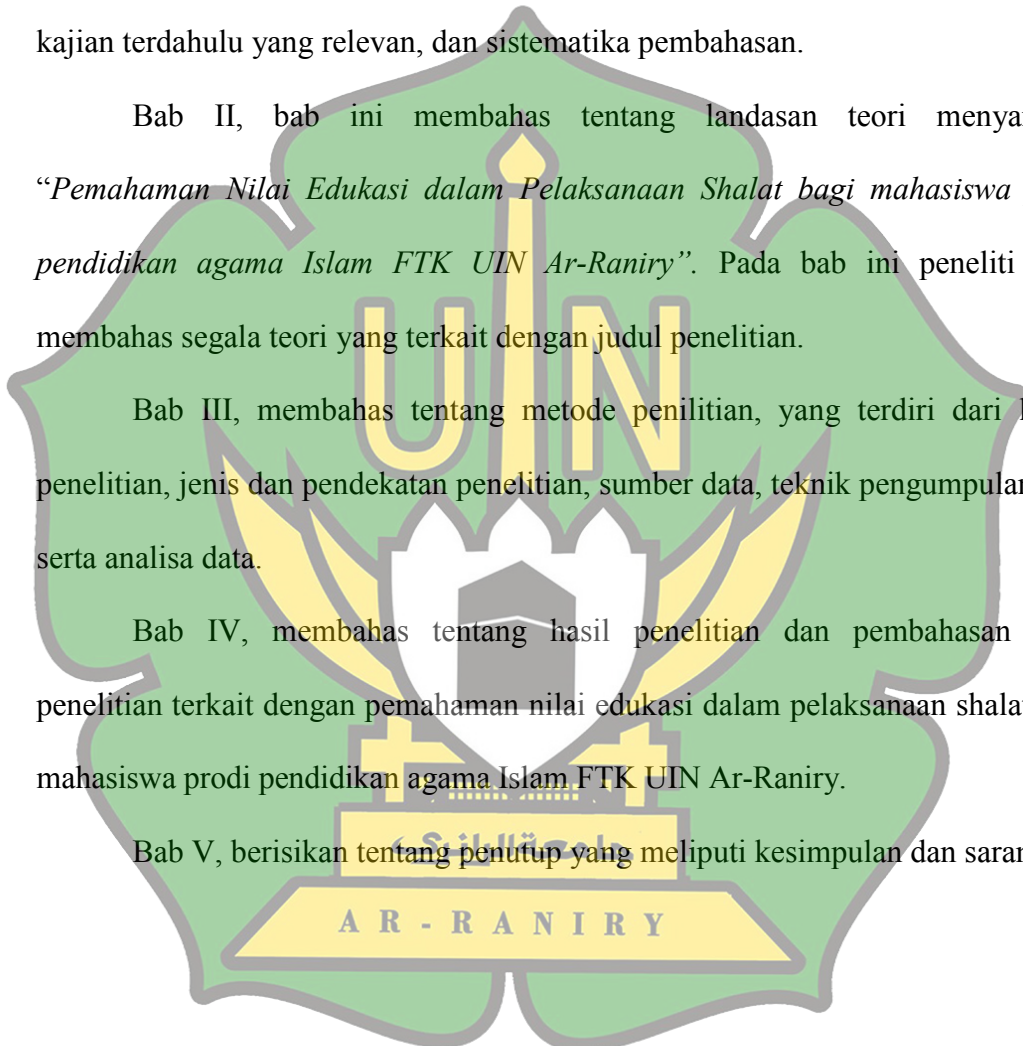 kajian terdahulu yang relevan, dan sistematika pembahasan.
Bab II, bab ini membahas tentang landasan teori
“Pemahaman Nilai Edukasi dalam Pelaksanaan Shalat bagi mahasiswa
pendidikan agama Islam FTK UIN Ar-Raniry”. Pada bab ini peneliti
membahas segala teori yang terkait dengan judul penelitian.
Bab III, membahas tentang metode penilitian, yang terdiri dari
penelitian, jenis dan pendekatan penelitian, sumber data, teknik pengumpulan
serta analisa data.
Bab IV, membahas tentang hasil penelitian dan pembahasan
penelitian terkait dengan pemahaman nilai edukasi dalam pelaksanaan shalat
mahasiswa prodi pendidikan agama Islam FTK UIN Ar-Raniry.
Bab V, berisikan tentang penutup yang meliputi kesimpulan dan saran
UIN
جامعة الرانري
AR-RANIRY